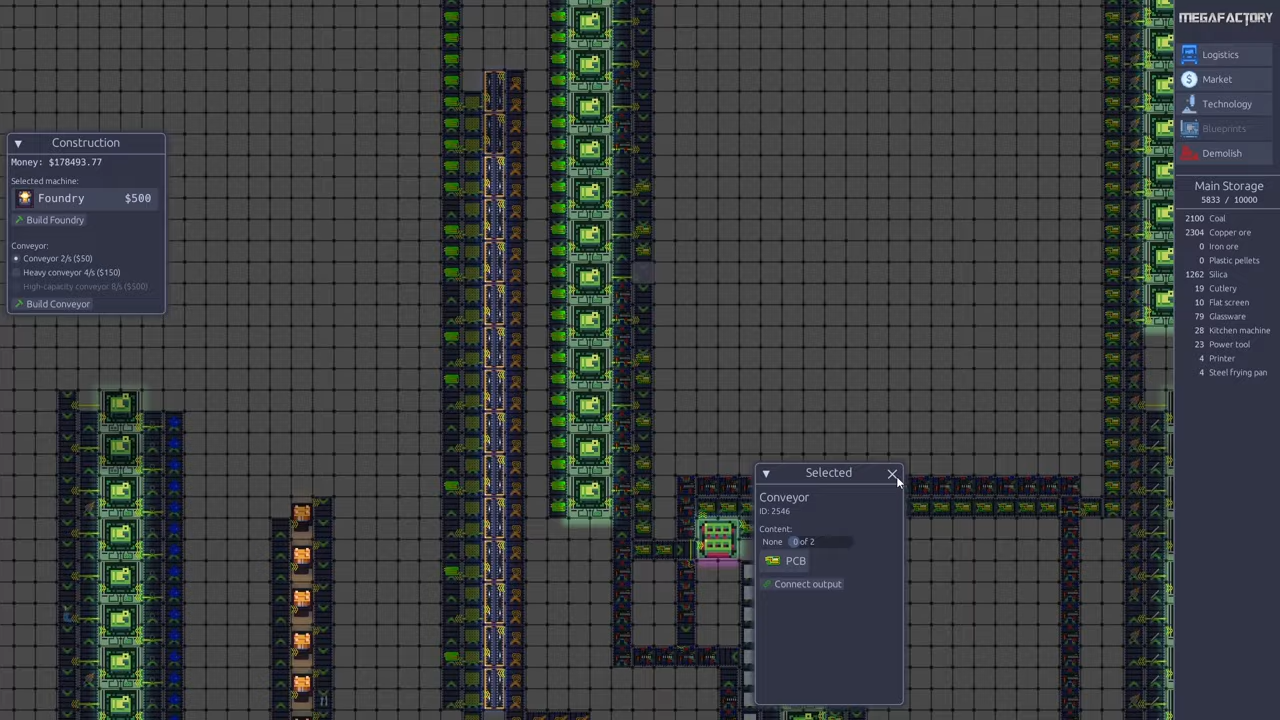 MEGAFACTORY
Logistics
Market
Technology
Blueprints
Demolish
Main Storage
5833 / 10000
2100 Coal
2304 Copper ore
0 Iron ore
0 Plastic pellets
1262 Silica
19 Cutlery
10 Flat screen
79 Glassware
28 Kitchen machine
23 Power tool
4 Printer
4 Steel frying pan
Construction
Money: $178493.77
Selected machine:
Foundry $500
Build Foundry
Conveyor:
Conveyor 2/s ($50)
Heavy conveyor 4/s ($150)
High-capacity conveyor 8/s ($500)
Build Conveyor
Selected
Conveyor
ID: 2546
Content:
None 0 of 2
PCB
Connect output